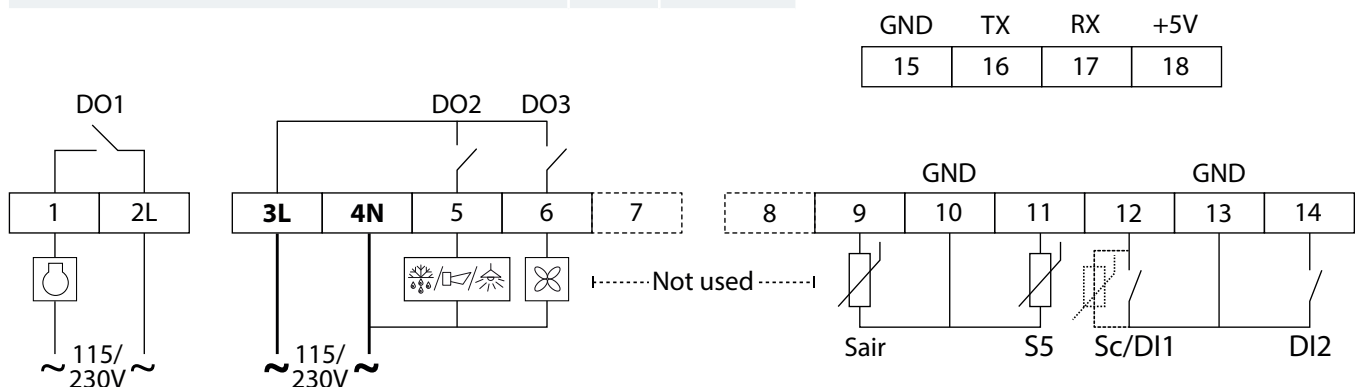 GND TX RX +5V
15 16 17 18
DO1 DO2 DO3
GND GND
1 2L 3L 4N 5 6 7 8 9 10 11 12 13 14
/ /
Not used
Sair S5 Sc/DI1 DI2
~ 115/ ~ ~ 115/ ~
230V 230V